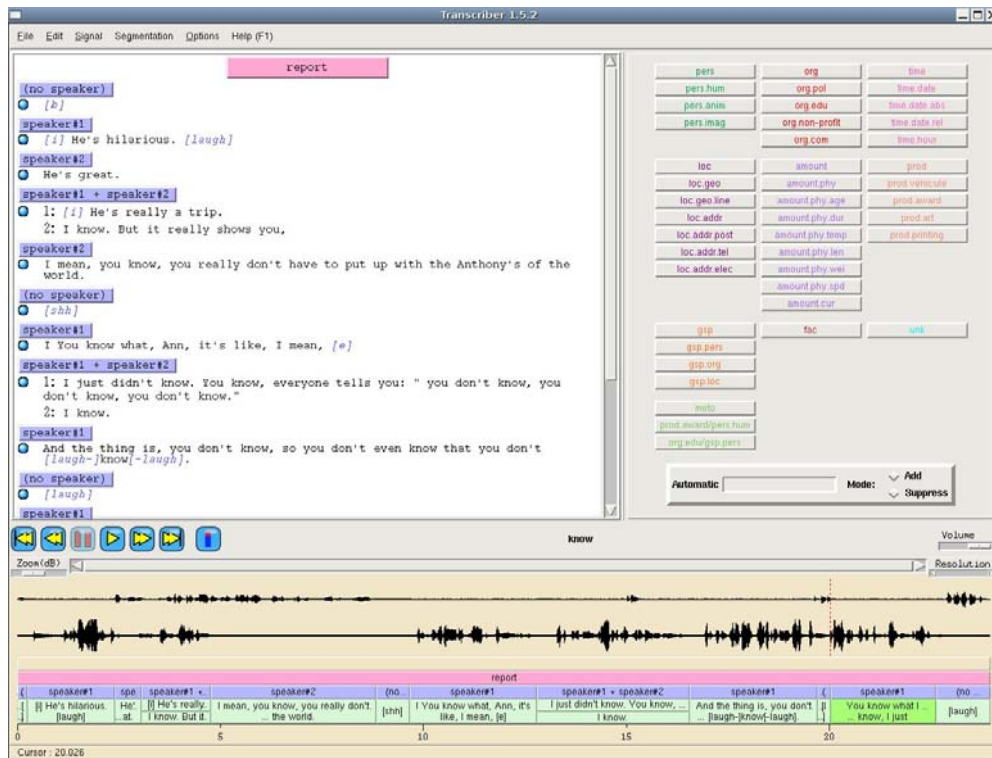 Transcriber 1.5.2
File Edit Signal Segmentation Options Help (F1)
report
(no speaker)
[b]
speaker#1
[i] He's hilarious. [laugh]
speaker#2
He's great.
speaker#1 + speaker#2
1: [i] He's really a trip.
2: I know. But it really shows you,
speaker#2
I mean, you know, you really don't have to put up with the Anthony's of the
world.
(no speaker)
[shh]
speaker#1
I You know what, Ann, it's like, I mean, [e]
speaker#1 + speaker#2
1: I just didn't know. You know, everyone tells you: " you don't know, you
don't know, you don't know."
2: I know.
speaker#1
And the thing is, you don't know, so you don't even know that you don't
[laugh-]know[-laugh].
(no speaker)
[laugh]
speaker#1
pers org time
pers.hum org.pol time.date
pers.anim org.edu time.date.abs
pers.imag org.non-profit time.date.rel
org.com time.hour
loc amount prod
loc.geo amount.phy prod.vehicule
loc.geo.line amount.phy.age prod.award
loc.addr amount.phy.dur prod.art
loc.addr.post amount.phy.temp prod.printing
loc.addr.tel amount.phy.len
loc.addr.elec amount.phy.wei
amount.phy.spd
amount.cur
gsp fac unk
gsp.pers
gsp.org
gsp.loc
meto
prod.award/pers.hum
org.edu/gsp.pers
Automatic Mode: Add
Suppress
know
Volume
Zoom(dB) Resolution
report
( speaker#1 spe speaker#1 +. speaker#2 (no... speaker#1 speaker#1 + speaker#2 speaker#1 .( speaker#1 (no ...
[i] He's hilarious. He'. [i] He's really. I mean, you know, you really don't. [shh] I You know what, Ann, it's I just didn't know. You know, ... And the thing is, you don't. You know what I ... [laugh]
[laugh] ..at. I know. But it. ... the world. like, I mean, [e] I know. ... [laugh-]know[-laugh]. ... know, I just
0 5 10 15 20
Cursor : 20.026